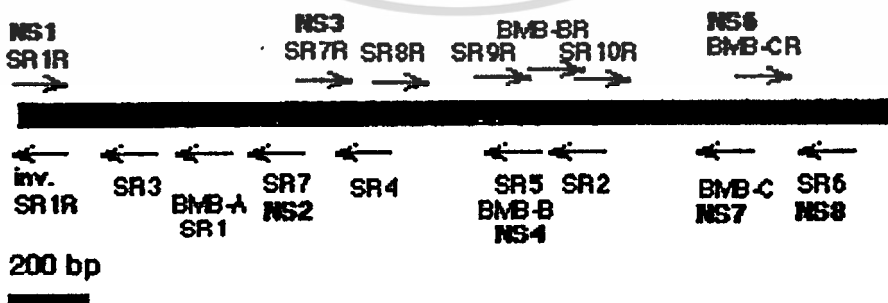 NS1 NS3 BMB-BR NS6
SR1R SR7R SR8R SR9R SR10R BMB-CR
inv. SR3 BMB-A SR7 SR4 SR5 SR2 BMB-C SR6
SR1R SR1 NS2 BMB-B NS7 NS8
NS4
200 bp